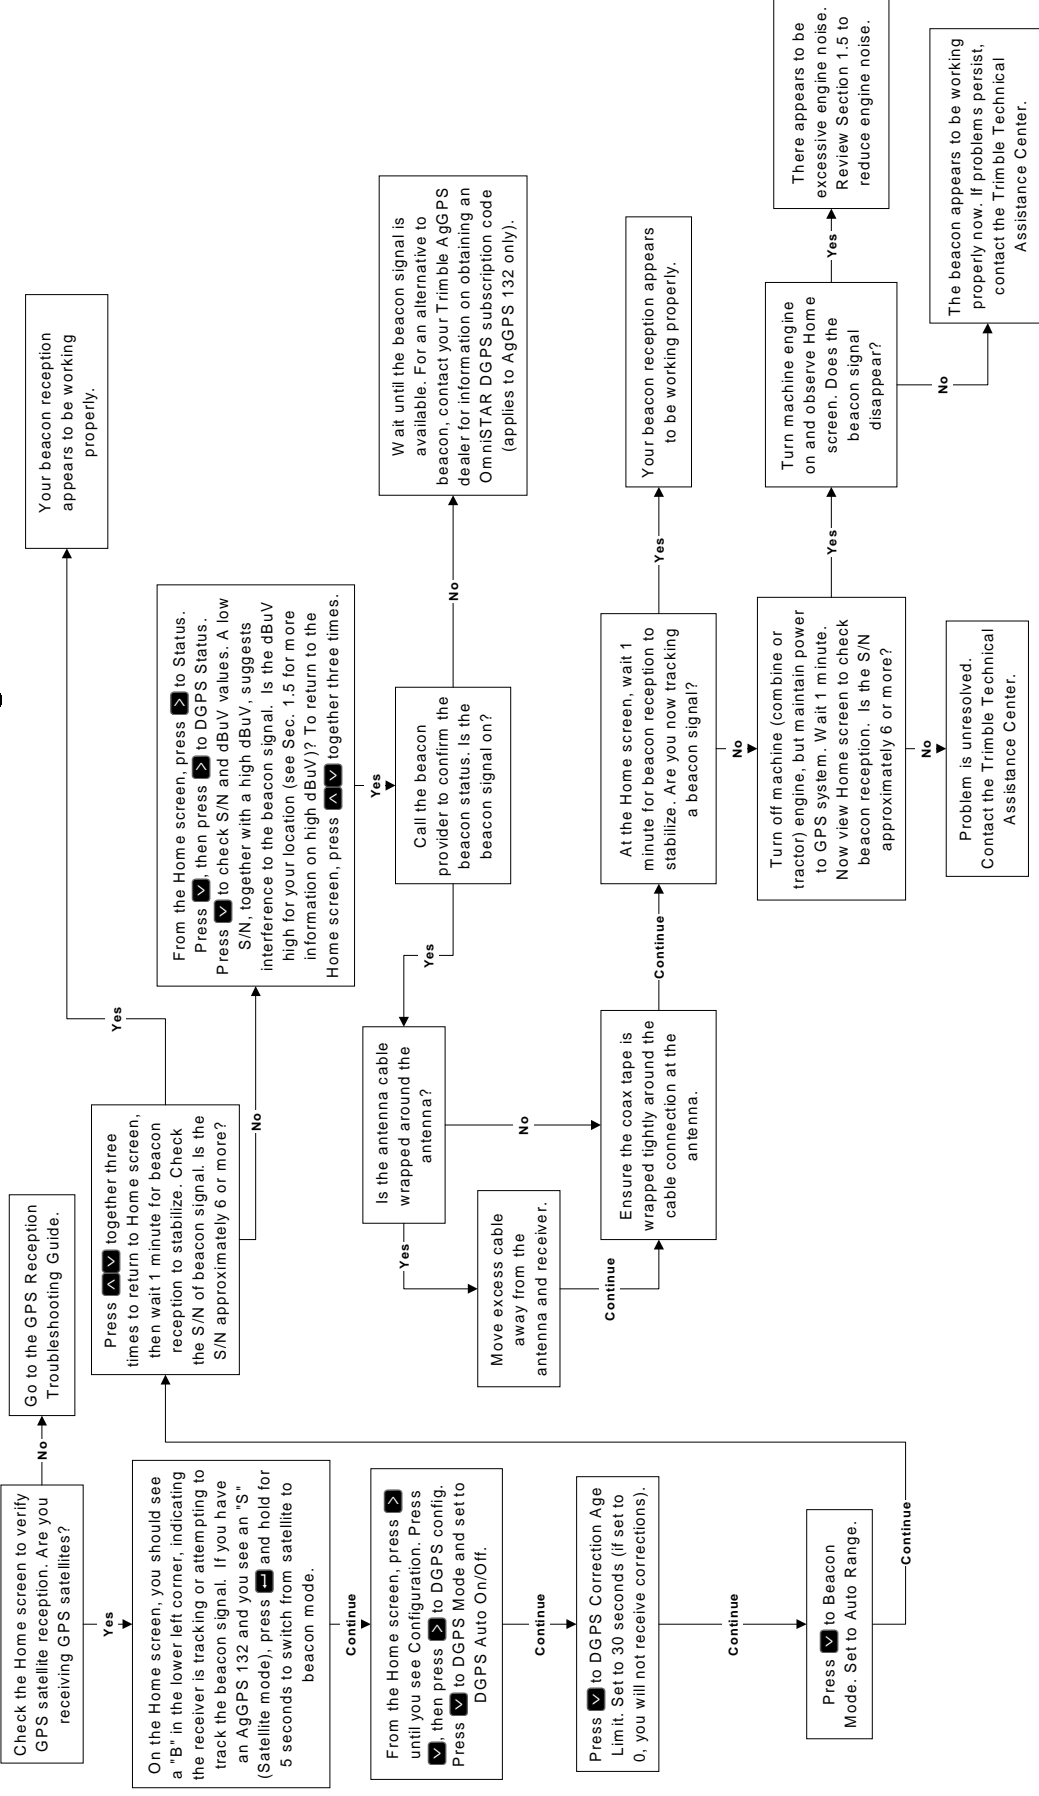 Check the Home screen to verify
GPS satellite reception. Are you
receiving GPS satellites?
No
Go to the GPS Reception
Troubleshooting Guide.
Yes
On the Home screen, you should see
a "B" in the lower left corner, indicating
the receiver is tracking or attempting to
track the beacon signal. If you have
an AgGPS 132 and you see an "S"
(Satellite mode), press and hold for
5 seconds to switch from satellite to
beacon mode.
Continue
From the Home screen, press >
until you see Configuration. Press
v, then press > to DGPS config.
Press v to DGPS Mode and set to
DGPS Auto On/Off.
Continue
Press v to DGPS Correction Age
Limit. Set to 30 seconds (if set to
0, you will not receive corrections).
Continue
Press v to Beacon
Mode. Set to Auto Range.
Continue
Press ^ v together three
times to return to Home screen,
then wait 1 minute for beacon
reception to stabilize. Check
the S/N of beacon signal. Is the
S/N approximately 6 or more?
Yes
Your beacon reception
appears to be working
properly.
No
From the Home screen, press > to Status.
Press v, then press > to DGPS Status.
Press v to check S/N and dBuV values. A low
S/N, together with a high dBuV, suggests
interference to the beacon signal. Is the dBuV
high for your location (see Sec. 1.5 for more
information on high dBuV)? To return to the
Home screen, press ^ v together three times.
Yes
Call the beacon
provider to confirm the
beacon status. Is the
beacon signal on?
No
Wait until the beacon signal is
available. For an alternative to
beacon, contact your Trimble AgGPS
dealer for information on obtaining an
OmniSTAR DGPS subscription code
(applies to AgGPS 132 only).
Yes
Is the antenna cable
wrapped around the
antenna?
Yes
Move excess cable
away from the
antenna and receiver.
Continue
No
Ensure the coax tape is
wrapped tightly around the
cable connection at the
antenna.
Continue
At the Home screen, wait 1
minute for beacon reception to
stabilize. Are you now tracking
a beacon signal?
Yes
Your beacon reception appears
to be working properly.
No
Turn off machine (combine or
tractor) engine, but maintain power
to GPS system. Wait 1 minute.
Now view Home screen to check
beacon reception. Is the S/N
approximately 6 or more?
No
Problem is unresolved.
Contact the Trimble Technical
Assistance Center.
Yes
Turn machine engine
on and observe Home
screen. Does the
beacon signal
disappear?
Yes
There appears to be
excessive engine noise.
Review Section 1.5 to
reduce engine noise.
No
The beacon appears to be working
properly now. If problems persist,
contact the Trimble Technical
Assistance Center.